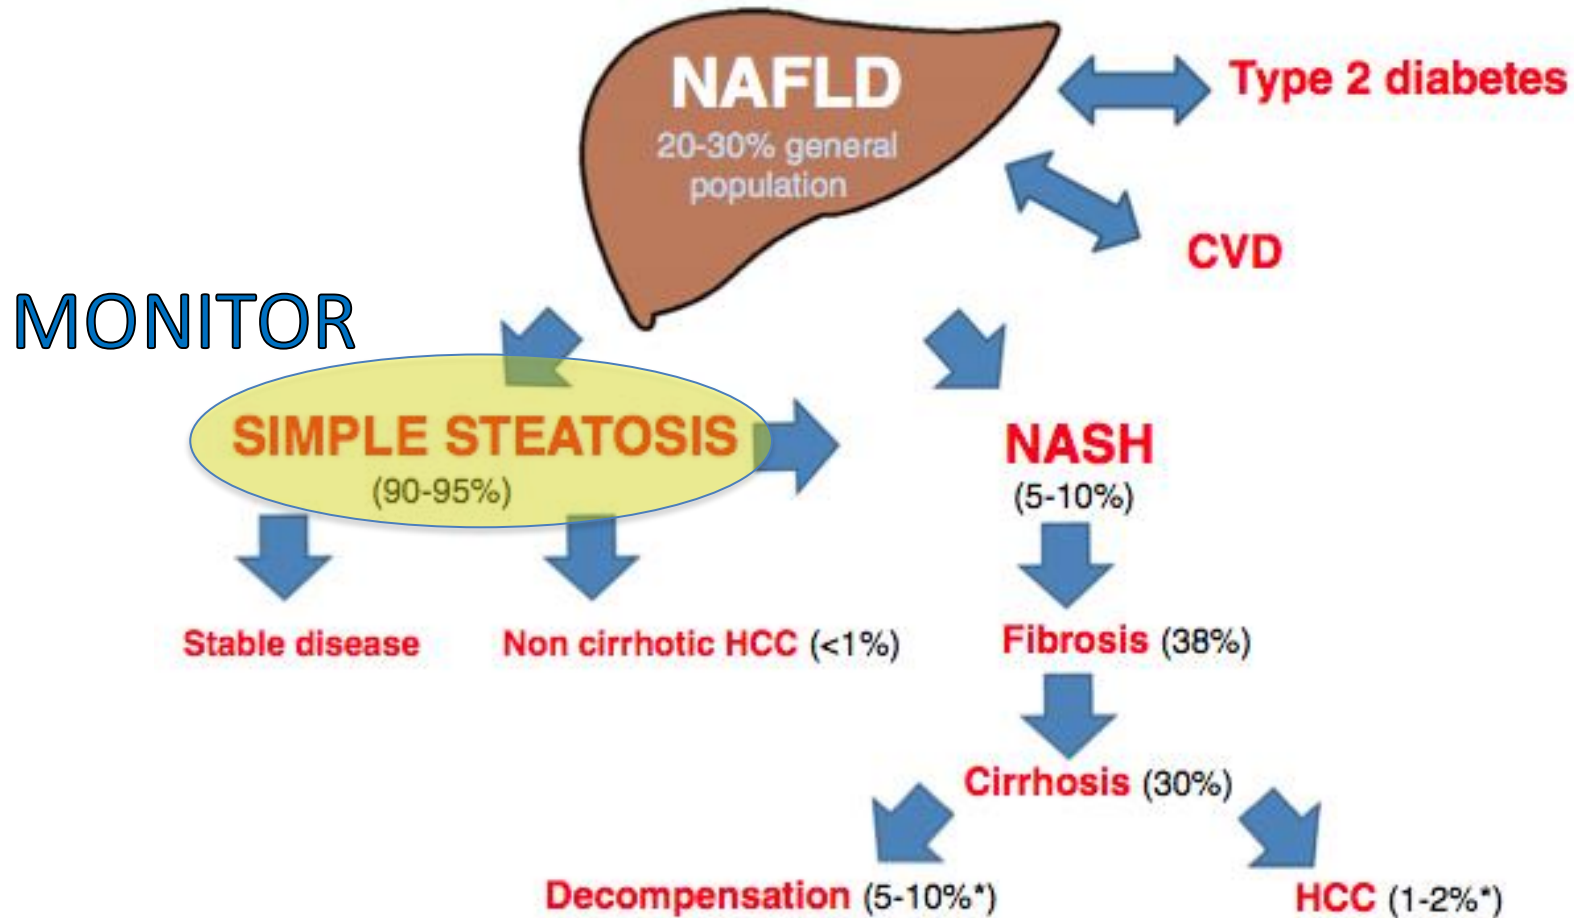 NAFLD
20-30% general
population
Type 2 diabetes
CVD
MONITOR
SIMPLE STEATOSIS
(90-95%)
NASH
(5-10%)
Stable disease
Non cirrhotic HCC (<1%)
Fibrosis (38%)
Cirrhosis (30%)
Decompensation (5-10%*)
HCC (1-2%*)